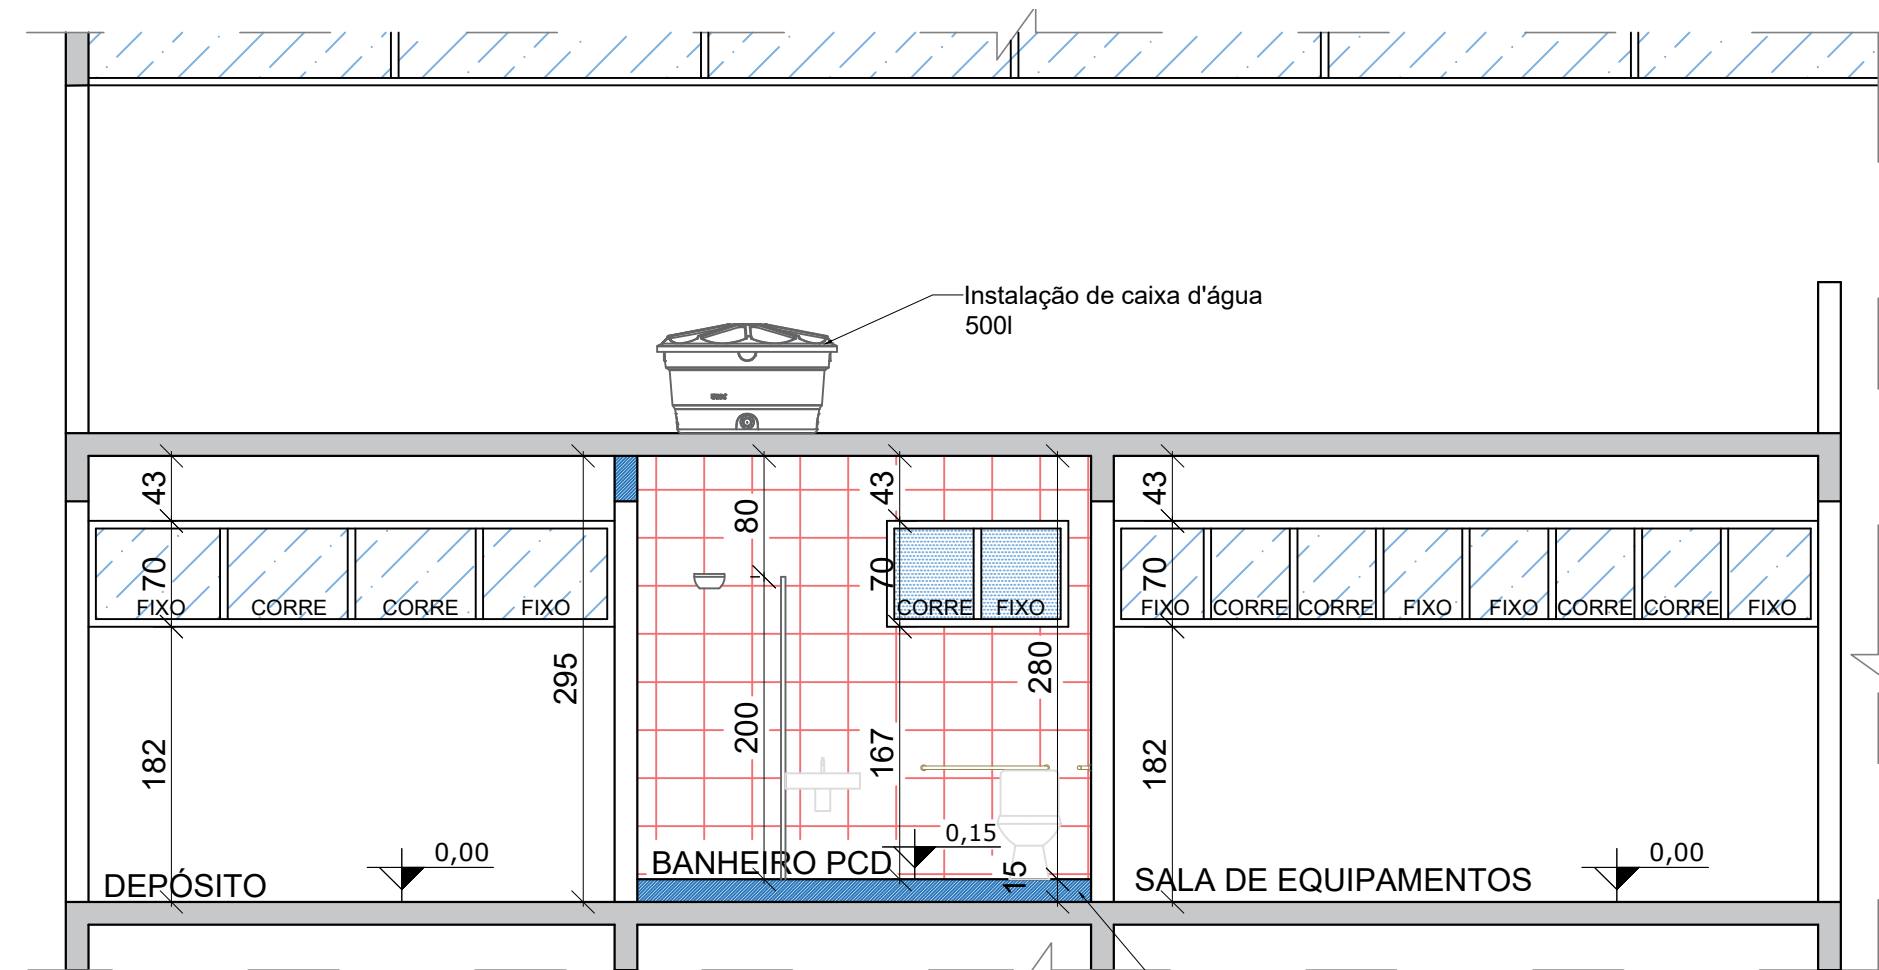 Instalação de caixa d'água
500l
43
43
43
80
70
70
70
FIXO
CORRE
CORRE
FIXO
CORRE
FIXO
FIXO
CORRE
CORRE
FIXO
FIXO
CORRE
CORRE
FIXO
295
280
200
182
167
182
0,00
0,15
0,00
DEPÓSITO
BANHEIRO PCD
15
SALA DE EQUIPAMENTOS